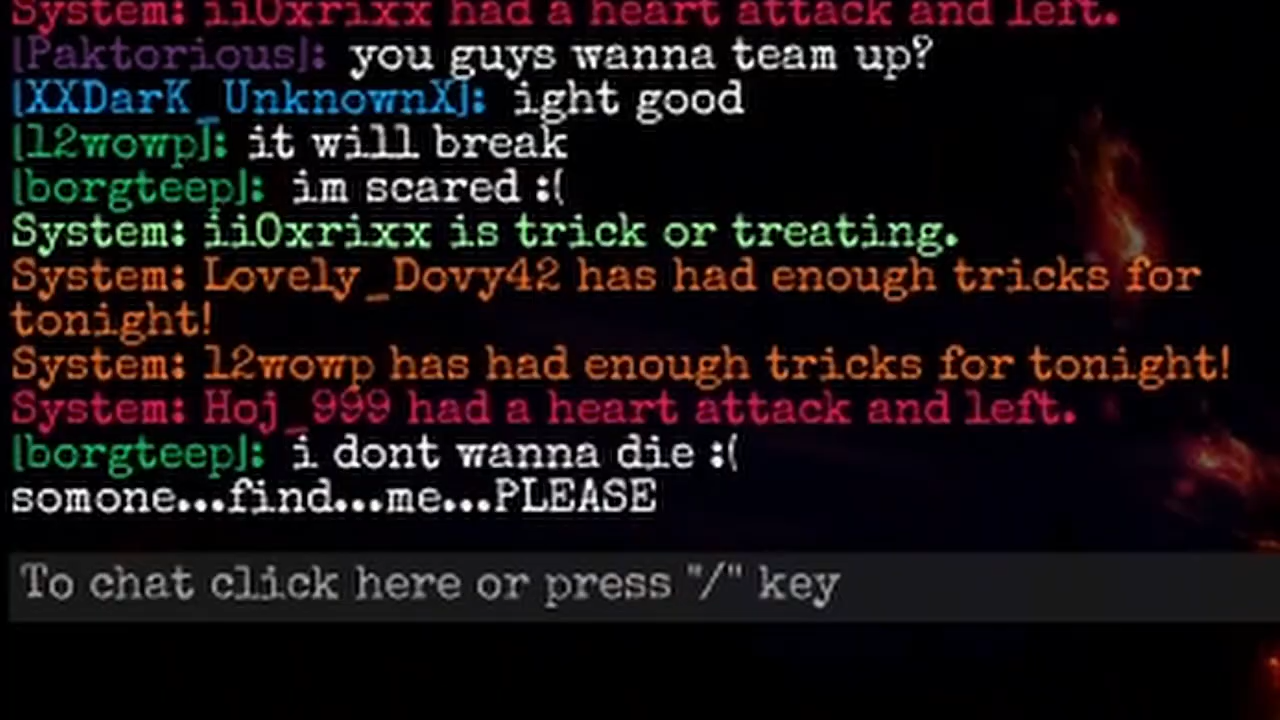 System: ii0xrixx had a heart attack and left.
[Paktorious]: you guys wanna team up?
[XXDarK_UnknownX]: ight good
[l2wowp]: it will break
[borgteep]: im scared :(
System: ii0xrixx is trick or treating.
System: Lovely_Dovy42 has had enough tricks for
tonight!
System: l2wowp has had enough tricks for tonight!
System: Hoj_999 had a heart attack and left.
[borgteep]: i dont wanna die :(
somone...find...me...PLEASE
To chat click here or press "/" key